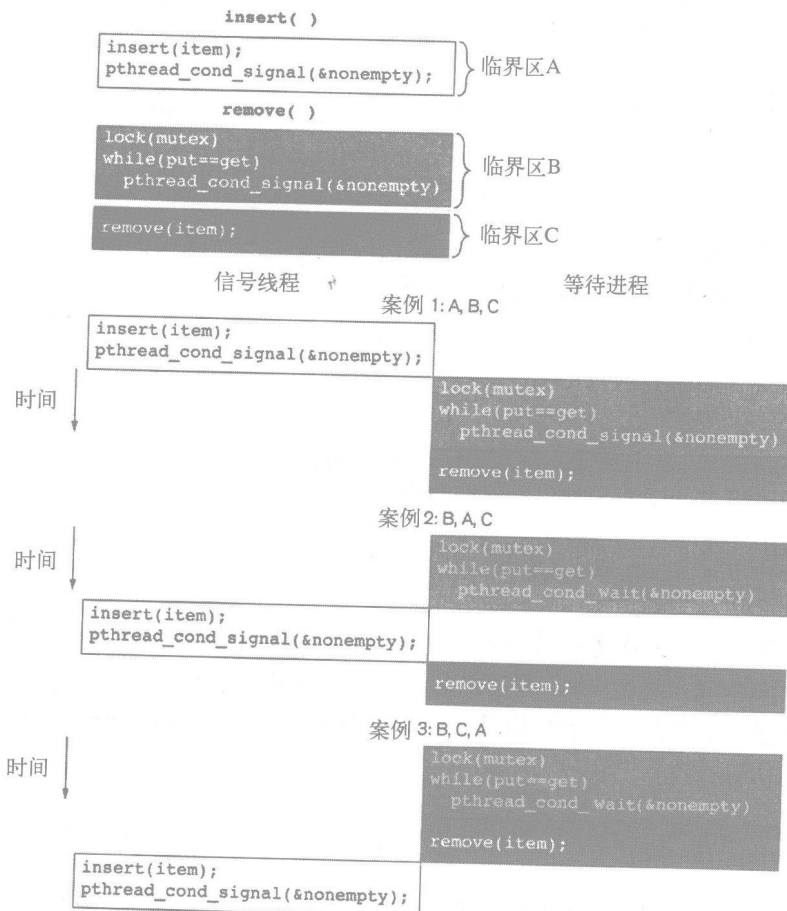 insert( )
insert(item);
pthread_cond_signal(&nonempty);
临界区A
remove( )
lock(mutex)
while(put==get)
pthread_cond_signal(&nonempty)
临界区B
remove(item);
临界区C
信号线程
等待进程
案例 1: A, B, C
insert(item);
pthread_cond_signal(&nonempty);
时间
lock(mutex)
while(put==get)
pthread_cond_signal(&nonempty)
remove(item);
案例2: B, A, C
时间
lock(mutex)
while(put==get)
pthread_cond_Wait(&nonempty)
insert(item);
pthread_cond_signal(&nonempty);
remove(item);
案例 3: B, C, A
时间
lock(mutex)
while(put==get)
pthread_cond_ Wait(&nonempty)
remove(item);
insert(item);
pthread_cond_signal(&nonempty);